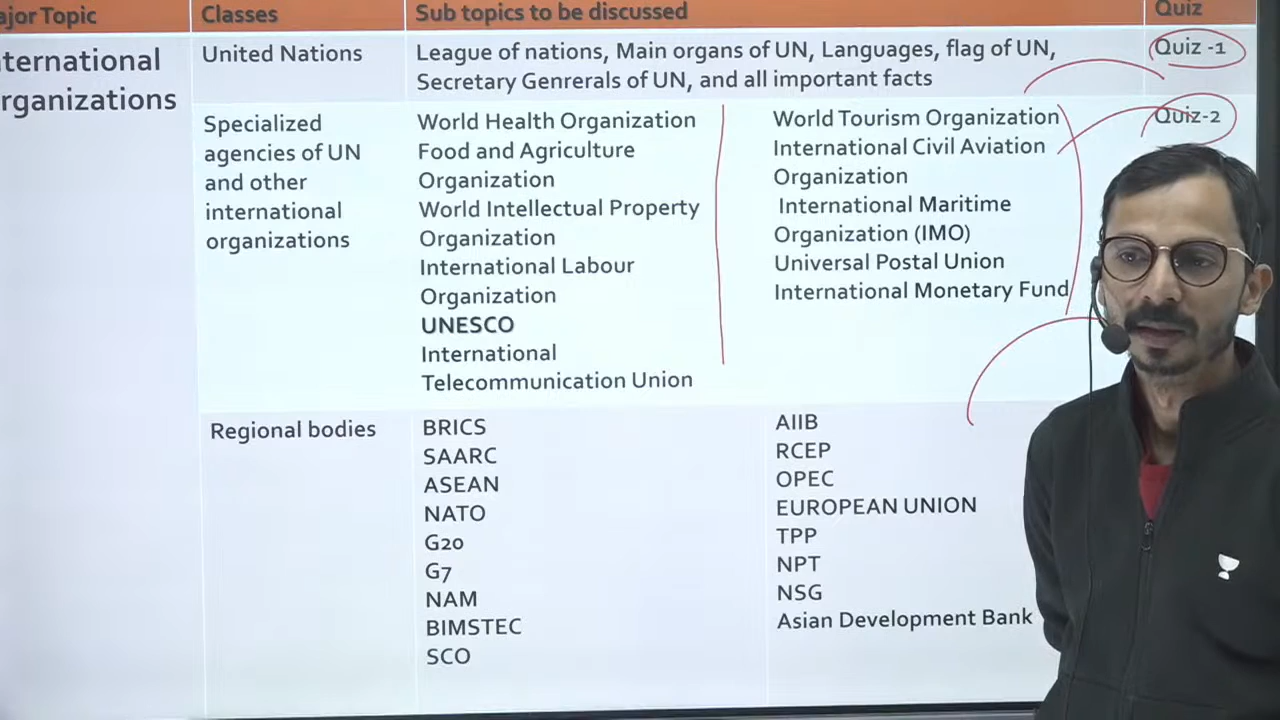 ajor Topic
Classes
Sub topics to be discussed
Quiz
nternational
rganizations
United Nations
League of nations, Main organs of UN, Languages, flag of UN,
Secretary Genrerals of UN, and all important facts
Quiz -1
Specialized
agencies of UN
and other
international
organizations
World Health Organization
Food and Agriculture
Organization
World Intellectual Property
Organization
International Labour
Organization
UNESCO
International
Telecommunication Union
World Tourism Organization
International Civil Aviation
Organization
International Maritime
Organization (IMO)
Universal Postal Union
International Monetary Fund
Quiz-2
Regional bodies
BRICS
SAARC
ASEAN
NATO
G20
G7
NAM
BIMSTEC
SCO
AIIB
RCEP
OPEC
EUROPEAN UNION
TPP
NPT
NSG
Asian Development Bank